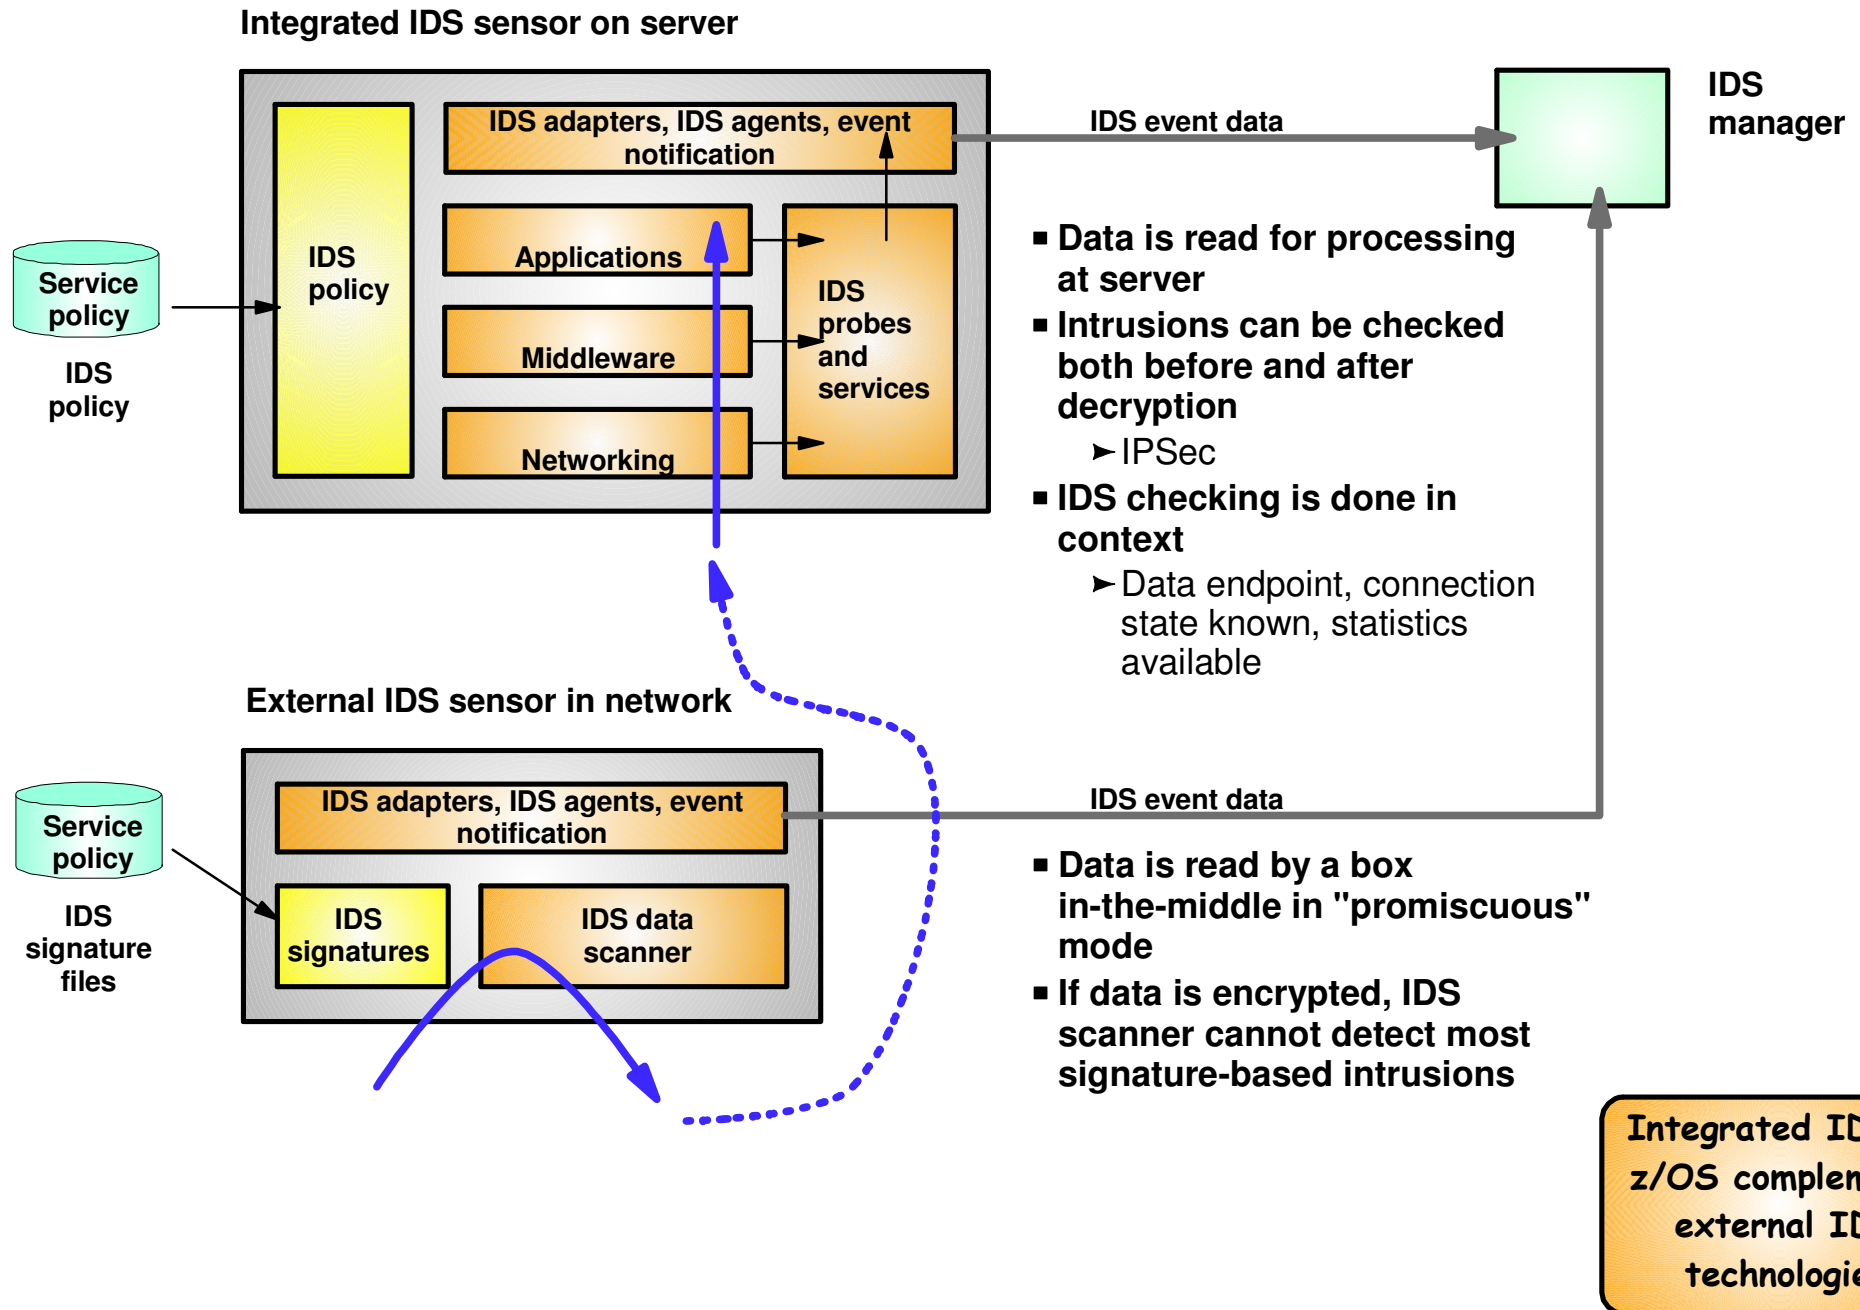 Integrated IDS sensor on server
IDS adapters, IDS agents, event
notification
IDS event data
IDS
manager
Service
policy
IDS
policy
IDS
policy
Applications
Middleware
Networking
IDS
probes
and
services
Data is read for processing
at server
Intrusions can be checked
both before and after
decryption
IPSec
IDS checking is done in
context
Data endpoint, connection
state known, statistics
available
External IDS sensor in network
IDS adapters, IDS agents, event
notification
IDS event data
Service
policy
IDS
signature
files
IDS
signatures
IDS data
scanner
Data is read by a box
in-the-middle in "promiscuous"
mode
If data is encrypted, IDS
scanner cannot detect most
signature-based intrusions
Integrated
z/OS
external